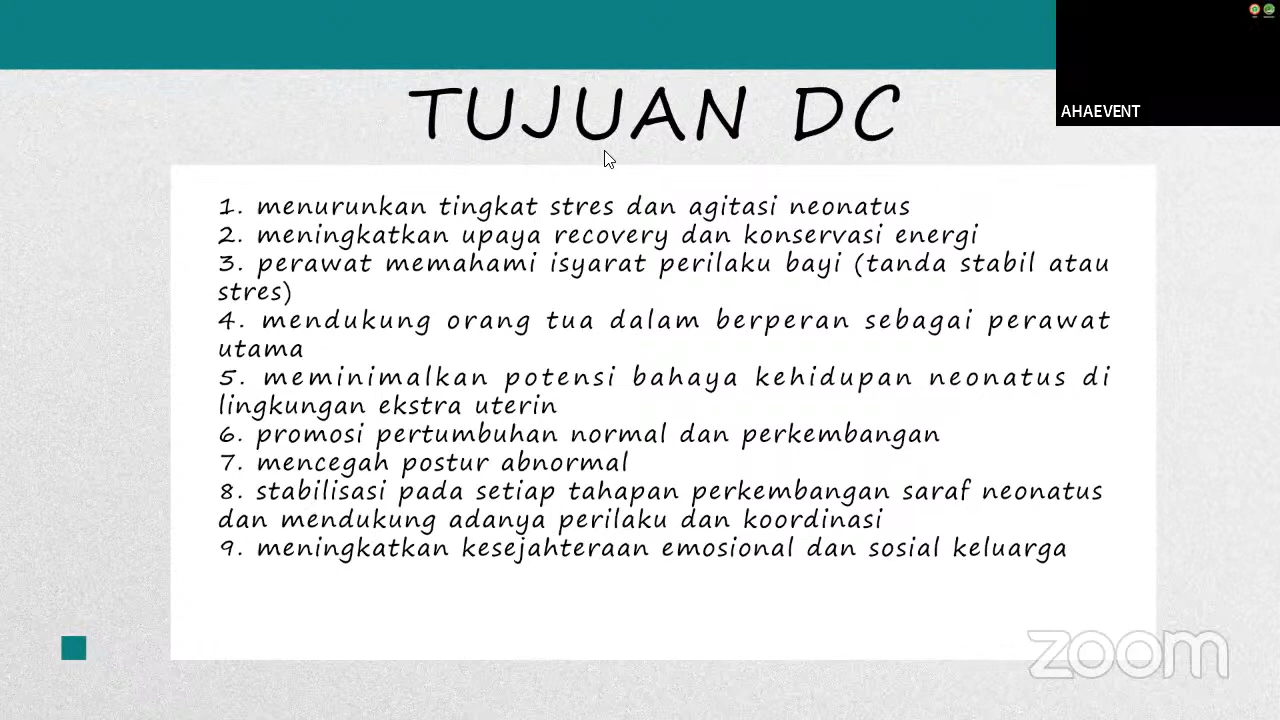 AHAEVENT
TUJUAN DC
1. menurunkan tingkat stres dan agitasi neonatus
2. meningkatkan upaya recovery dan konservasi energi
3. perawat memahami isyarat perilaku bayi (tanda stabil atau
stres)
4. mendukung orang tua dalam berperan sebagai perawat
utama
5. meminimalkan potensi bahaya kehidupan neonatus di
lingkungan ekstra uterin
6. promosi pertumbuhan normal dan perkembangan
7. mencegah postur abnormal
8. stabilisasi pada setiap tahapan perkembangan saraf neonatus
dan mendukung adanya perilaku dan koordinasi
9. meningkatkan kesejahteraan emosional dan sosial keluarga
zoom